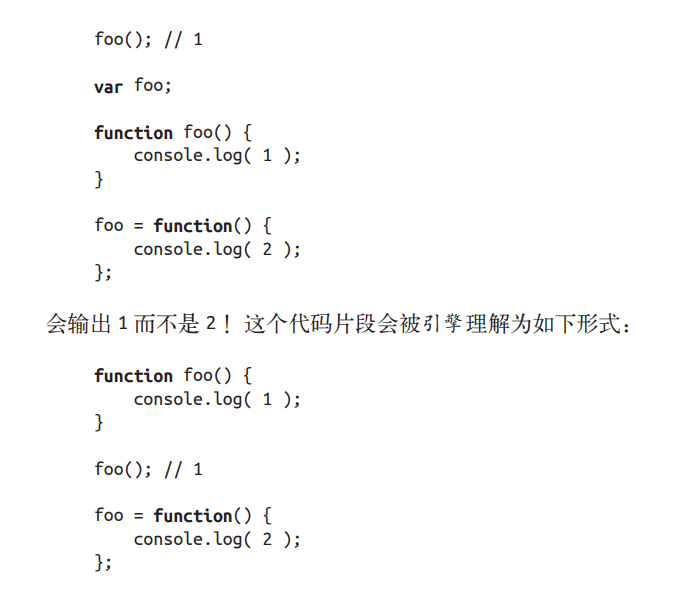 foo(); // 1
var foo;
function foo() {
console.log( 1 );
}
foo = function() {
console.log( 2 );
};
会输出 1 而不是 2！这个代码片段会被引擎理解为如下形式：
function foo() {
console.log( 1 );
}
foo(); // 1
foo = function() {
console.log( 2 );
};